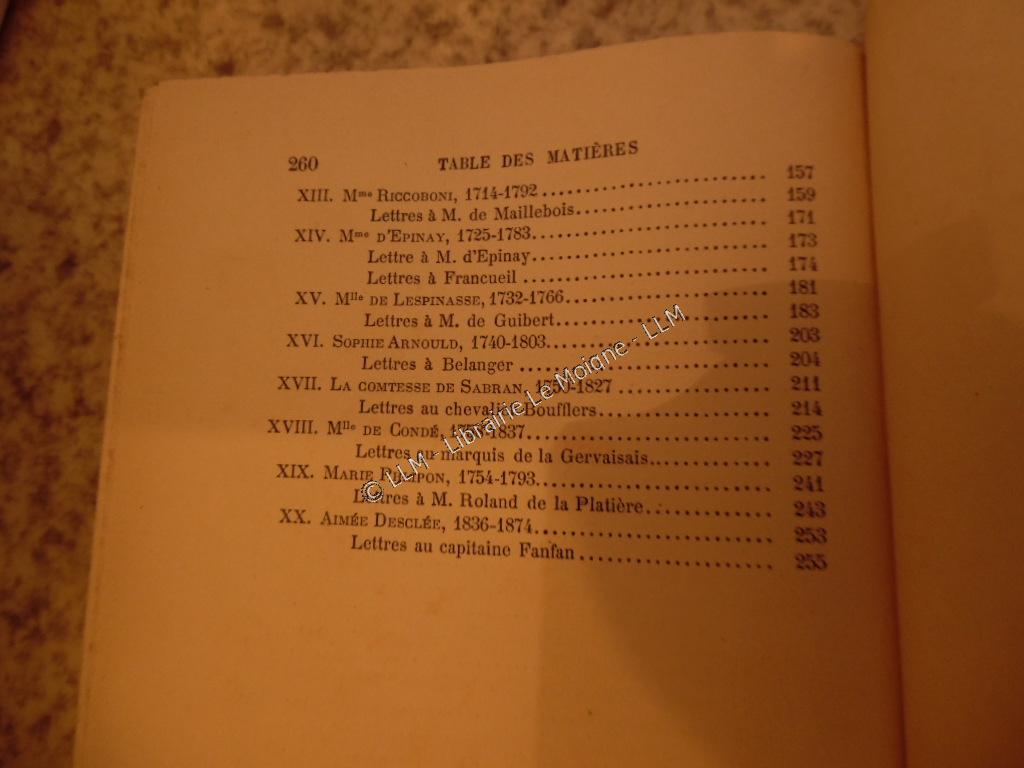 260 TABLE DES MATIÈRES
XIII. Mme RICCOBONI, 1714-1792 ........................ 157
Lettres à M. de Maillebois........................ 159
XIV. Mme D'EPINAY, 1725-1783........................ 171
Lettre à M. d'Epinay........................ 173
Lettres à Francueil ........................ 174
XV. Mlle DE LESPINASSE, 1732-1766........................ 181
Lettres à M. de Guibert........................ 183
XVI. SOPHIE ARNOULD, 1740-1803........................ 203
Lettres à Belanger ........................ 204
XVII. LA COMTESSE DE SABRAN, 1750-1827 ................ 211
Lettres au chevalier Boufflers.................. 214
XVIII. Mlle DE CONDÉ, -1837........................ 225
Lettres au marquis de la Gervaisais............... 227
XIX. MARIE 1754-1793........................ 241
Lettres à M. Roland de la Platière.............. 243
XX. AIMÉE DESCLÉE, 1836-1874........................ 253
Lettres au capitaine Fanfan.................... 255
© LLM - Librairie Le Moigne - LLM